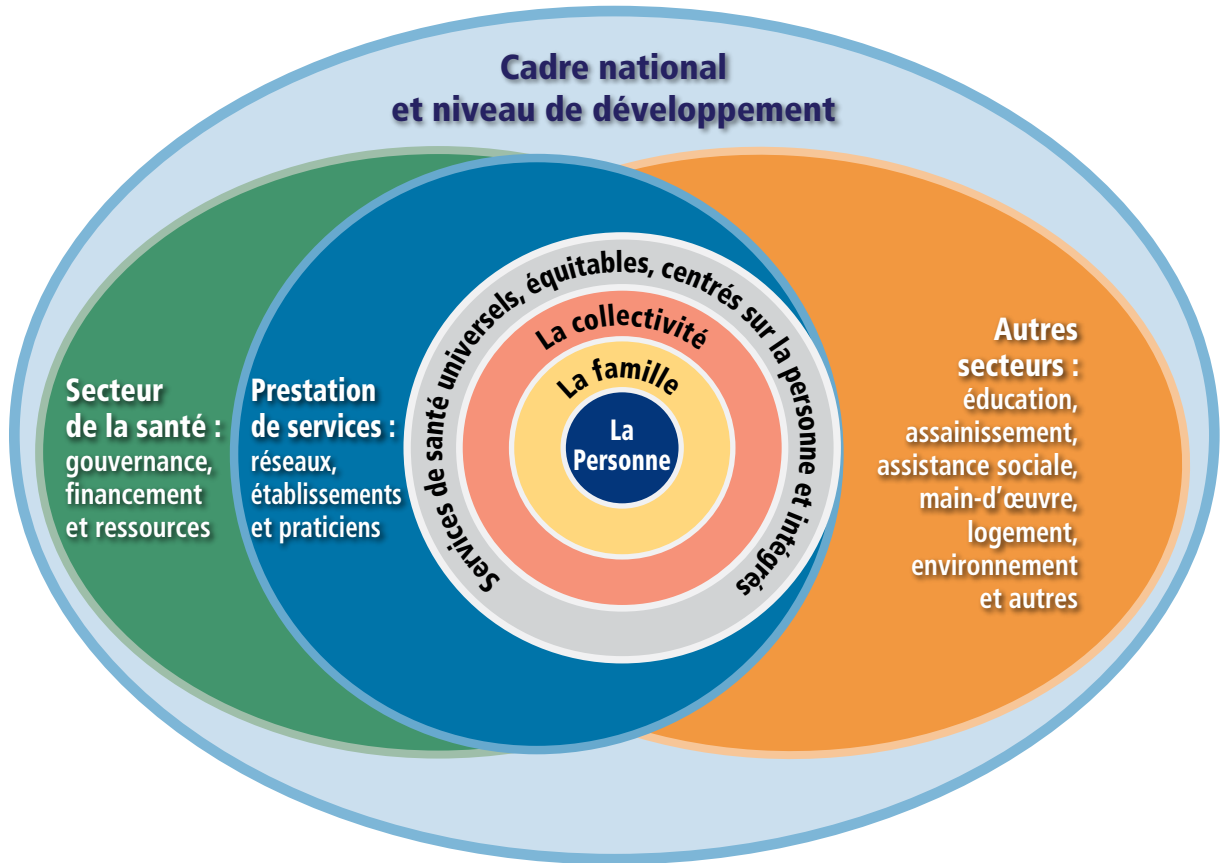 Cadre national
et niveau de développement
Secteur
de la santé :
gouvernance,
financement
et ressources
Prestation
de services :
réseaux,
établissements
et praticiens
Services de santé universels, équitables, centrés sur la personne et intégrés
La collectivité
La famille
La
Personne
Autres
secteurs :
éducation,
assainissement,
assistance sociale,
main-d'œuvre,
logement,
environnement
et autres